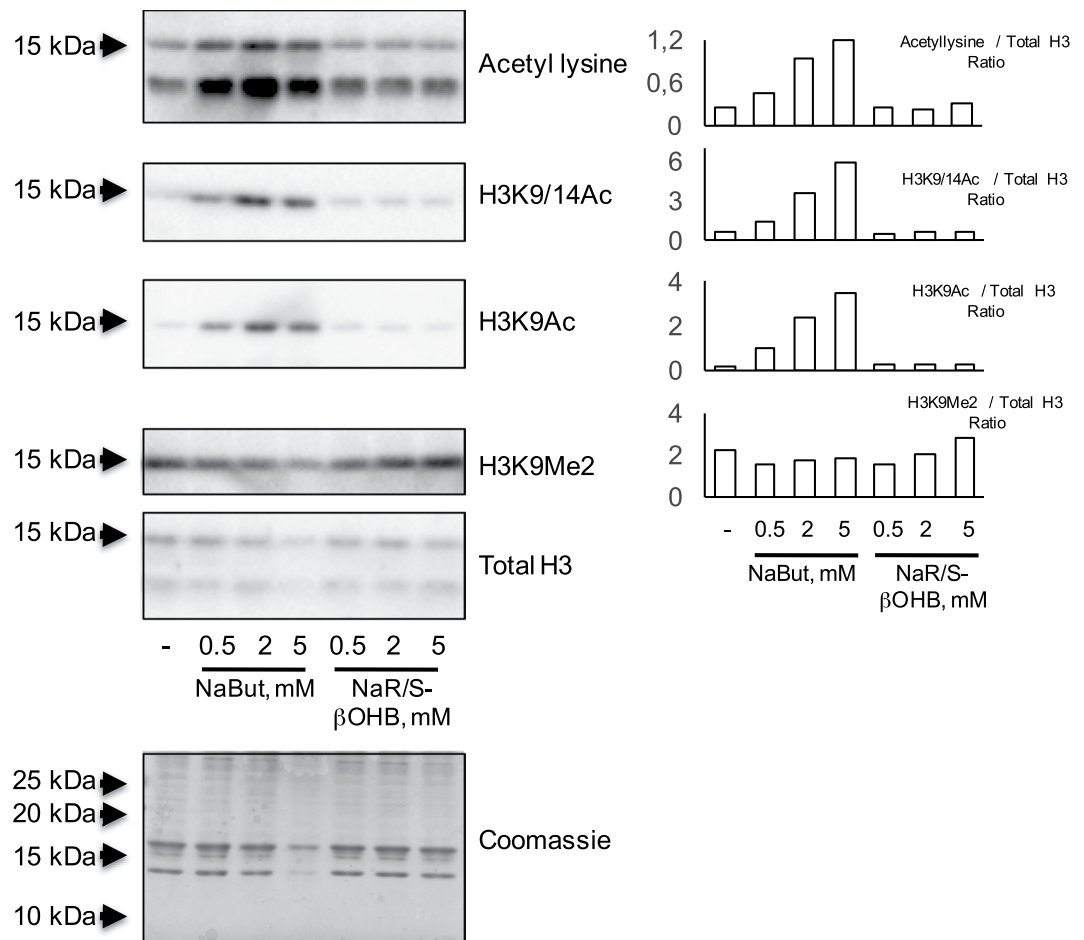 15 kDa
Acetyl lysine
15 kDa
H3K9/14Ac
15 kDa
H3K9Ac
15 kDa
H3K9Me2
15 kDa
Total H3
- 0.5 2 5 0.5 2 5
NaBut, mM NaR/S-
βOHB, mM
25 kDa
20 kDa
15 kDa
10 kDa
Coomassie
1,2
0,6
0
Acetyllysine / Total H3
Ratio
6
3
0
H3K9/14Ac / Total H3
Ratio
4
2
0
H3K9Ac / Total H3
Ratio
4
2
0
H3K9Me2 / Total H3
Ratio
- 0.5 2 5 0.5 2 5
NaBut, mM NaR/S-
βOHB, mM